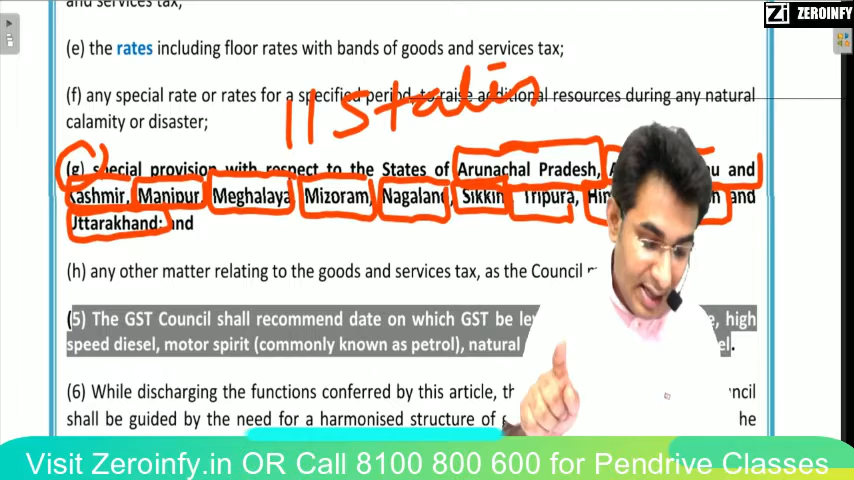 and services tax;
Zi ZEROINFY
(e) the rates including floor rates with bands of goods and services tax;
(f) any special rate or rates for a specified period, to raise additional resources during any natural
calamity or disaster;
11 States
(g) special provision with respect to the States of Arunachal Pradesh, and
Kashmir, Manipur, Meghalaya, Mizoram, Nagaland, Sikkim, Tripura, and
Uttarakhand; and
(h) any other matter relating to the goods and services tax, as the Council
(5) The GST Council shall recommend date on which GST be high
speed diesel, motor spirit (commonly known as petrol), natural
(6) While discharging the functions conferred by this article,
shall be guided by the need for a harmonised structure of the
Visit Zeroinfy.in OR Call 8100 800 600 for Pendrive Classes